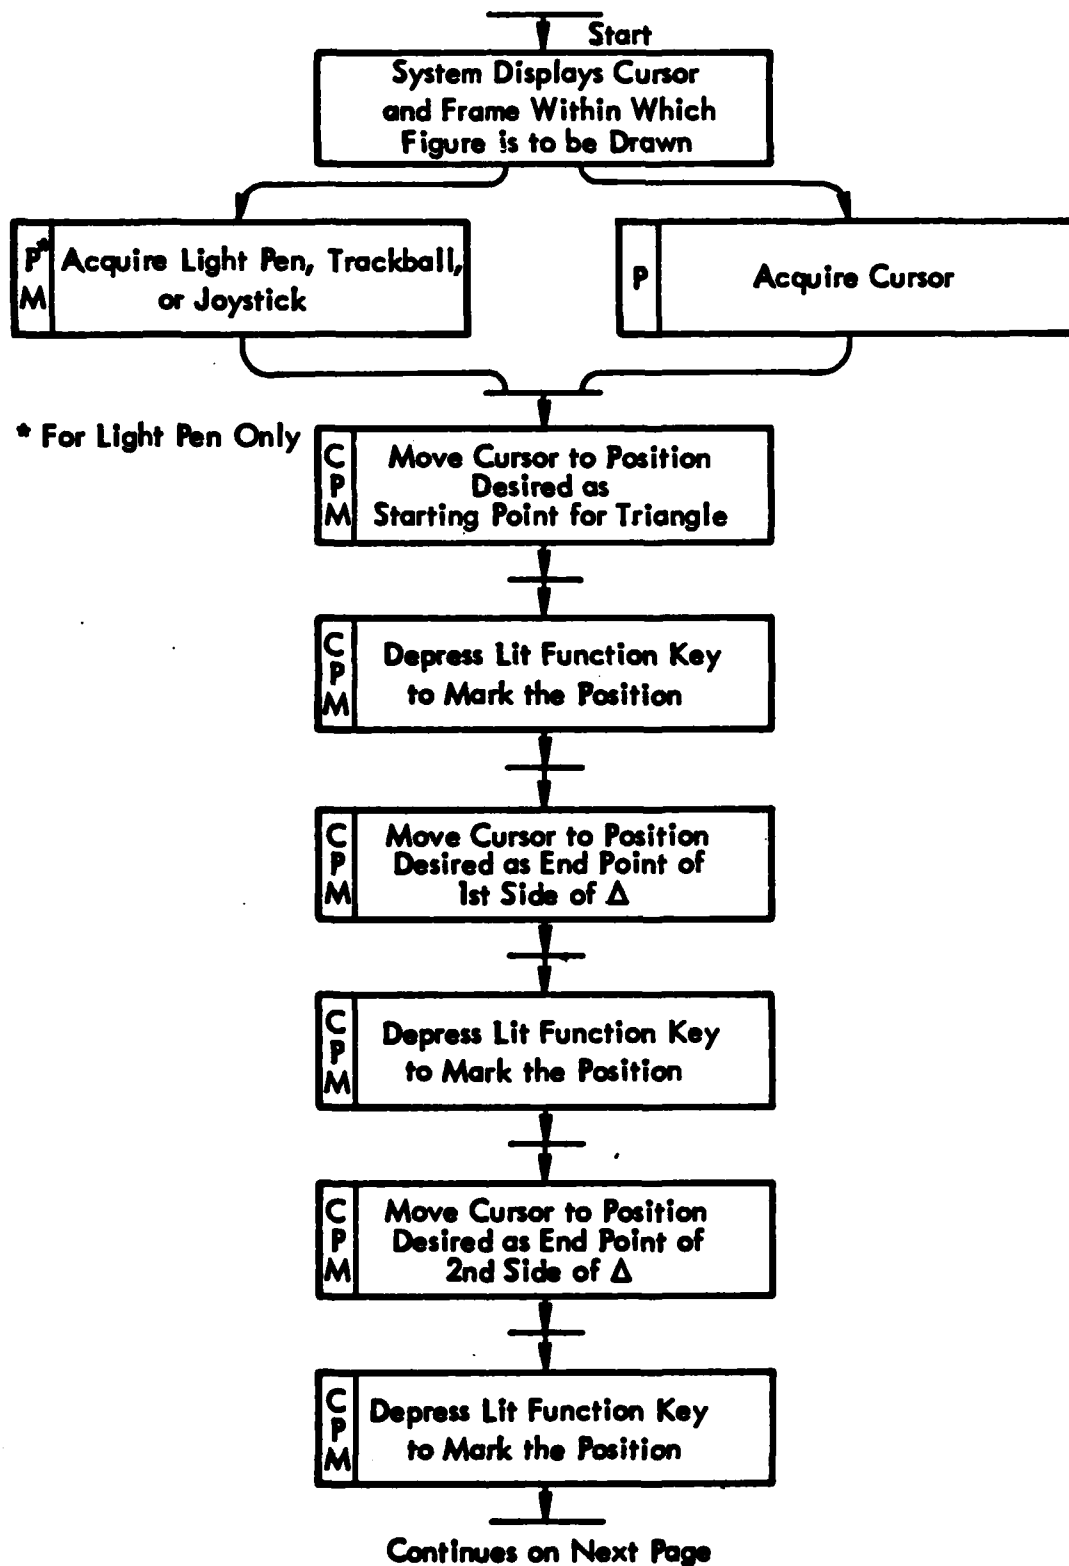 Start
System Displays Cursor
and Frame Within Which
Figure is to be Drawn
P*
M
Acquire Light Pen, Trackball,
or Joystick
P
Acquire Cursor
* For Light Pen Only
C
P
M
Move Cursor to Position
Desired as
Starting Point for Triangle
C
P
M
Depress Lit Function Key
to Mark the Position
C
P
M
Move Cursor to Position
Desired as End Point of
1st Side of Δ
C
P
M
Depress Lit Function Key
to Mark the Position
C
P
M
Move Cursor to Position
Desired as End Point of
2nd Side of Δ
C
P
M
Depress Lit Function Key
to Mark the Position
Continues on Next Page